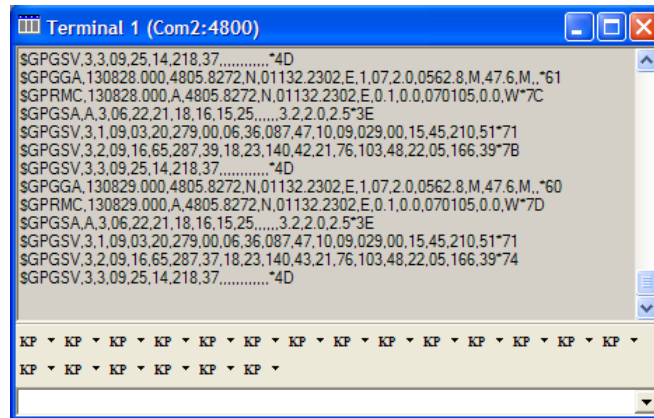 Terminal 1 (Com2:4800)
$GPGSV,3,3,09,25,14,218,37,,,,,,,,,,,,*4D
$GPGGA,130828.000,4805.8272,N,01132.2302,E,1,07,2.0,0562.8,M,47.6,M,,*61
$GPRMC,130828.000,A,4805.8272,N,01132.2302,E,0.1,0.0,070105,0.0,W*7C
$GPGSA,A,3,06,22,21,18,16,15,25,,,,,,3.2,2.0,2.5*3E
$GPGSV,3,1,09,03,20,279,00,06,36,087,47,10,09,029,00,15,45,210,51*71
$GPGSV,3,2,09,16,65,287,39,18,23,140,42,21,76,103,48,22,05,166,39*7B
$GPGSV,3,3,09,25,14,218,37,,,,,,,,,,,,*4D
$GPGGA,130829.000,4805.8272,N,01132.2302,E,1,07,2.0,0562.8,M,47.6,M,,*60
$GPRMC,130829.000,A,4805.8272,N,01132.2302,E,0.1,0.0,070105,0.0,W*7D
$GPGSA,A,3,06,22,21,18,16,15,25,,,,,,3.2,2.0,2.5*3E
$GPGSV,3,1,09,03,20,279,00,06,36,087,47,10,09,029,00,15,45,210,51*71
$GPGSV,3,2,09,16,65,287,37,18,23,140,43,21,76,103,48,22,05,166,39*74
$GPGSV,3,3,09,25,14,218,37,,,,,,,,,,,,*4D
KP KP KP KP KP KP KP KP KP KP KP KP KP KP
KP KP KP KP KP KP